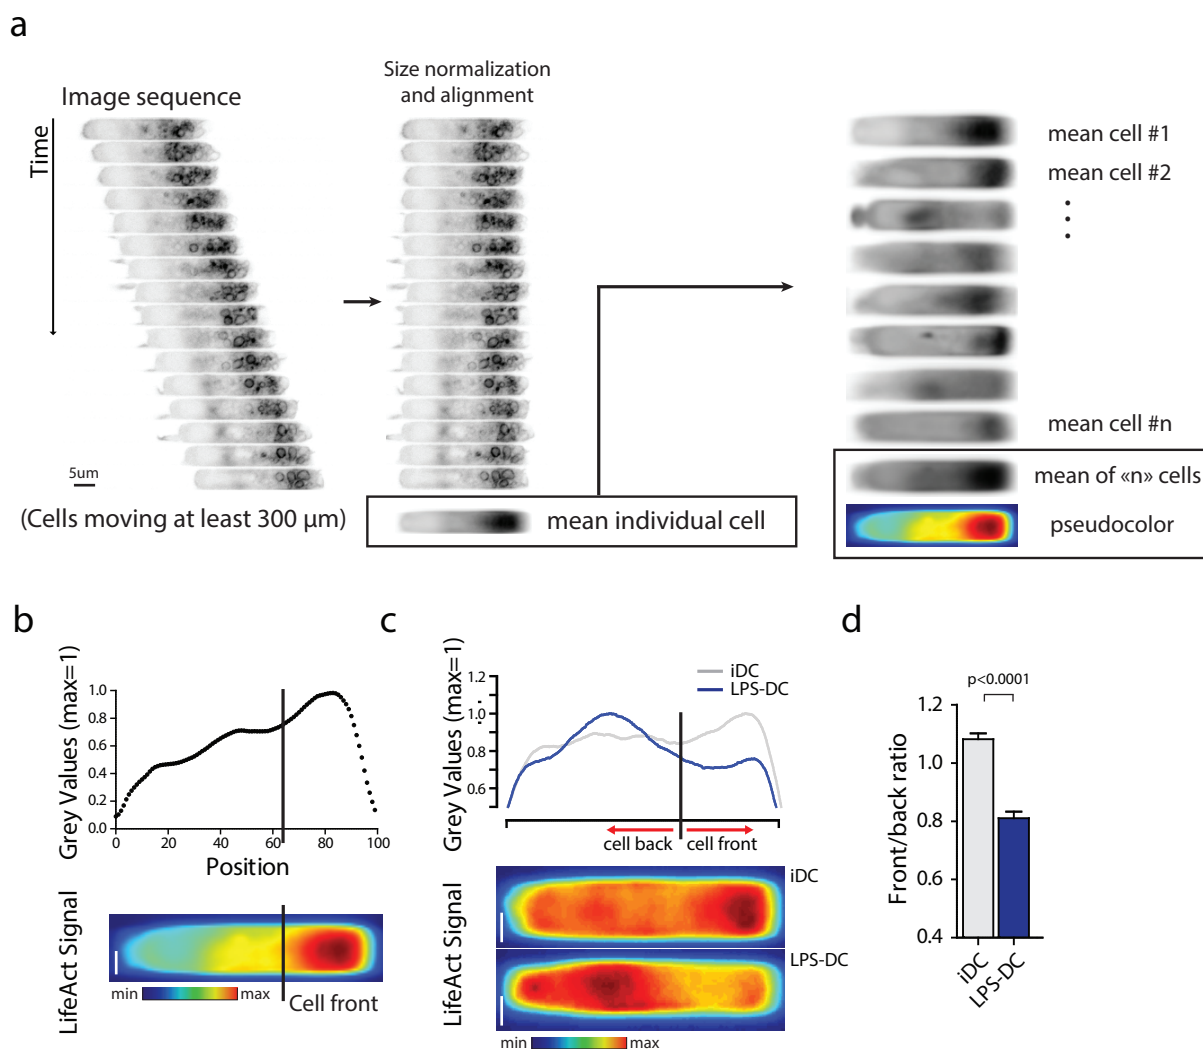 a
Image sequence
Size normalization
and alignment
Time
mean cell #1
mean cell #2
mean cell #n
5um
(Cells moving at least 300 µm)
mean individual cell
mean of «n» cells
pseudocolor
b
Grey Values (max=1)
1.0
0.8
0.6
0.4
0.2
0.0
0 20 40 60 80 100
Position
LifeAct Signal
min max
Cell front
c
Grey Values (max=1)
1.2
1.0
0.8
0.6
iDC
LPS-DC
cell back cell front
LifeAct Signal
iDC
LPS-DC
min max
d
p<0.0001
Front/back ratio
1.2
1.0
0.8
0.6
0.4
iDC
LPS-DC